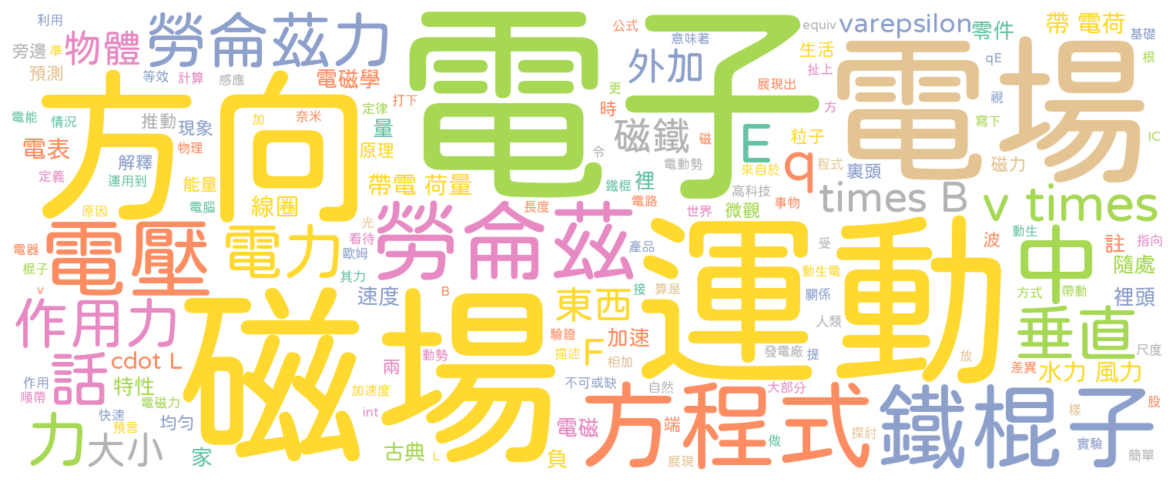 利用
勞侖茲力
電子
公式
equiv
varepsilon
帶 電荷
旁邊
準
物體
意味著
零件
基礎
電場
預測
等效
計算
感應
電磁學
外加
生活
qE
根
展現出
扯上
視
方向
電能
情況
推動
現象
定律
打下
更
時
方
寫下
加
奈米
量
磁鐵
磁
E
粒子
IC
電表
物理
原理
令
電動勢
q
程式
裏頭
磁力
解釋
來自於
定義
運用到
能量
帶電 荷量
鐵棍
裡
高科技
times B
v times
原因
電腦
線圈
長度
電路
世界
微觀
事物
電壓
電力
光
看待
勞侖茲
產品
運動
受
波
動生
註
指向
中
電器
棍子
歐姆
其力
接
算是
動生電
隨處
v
速度
B
東西
關係
方式
帶動
裡頭
作用力
磁場
驗證
加速
人類
垂直
F
描述
相加
發電廠
提
尺度
話
cdot L
兩
動勢
放
差異
水力 風力
作用
順帶
特性
加速度
不可或缺
自然
大部分
電磁力
int
方程式
鐵棍子
樣
股
力
大小
快速
預言
均勻
家
古典
L
負
電磁
端
展現
做
探討
實驗
簡單